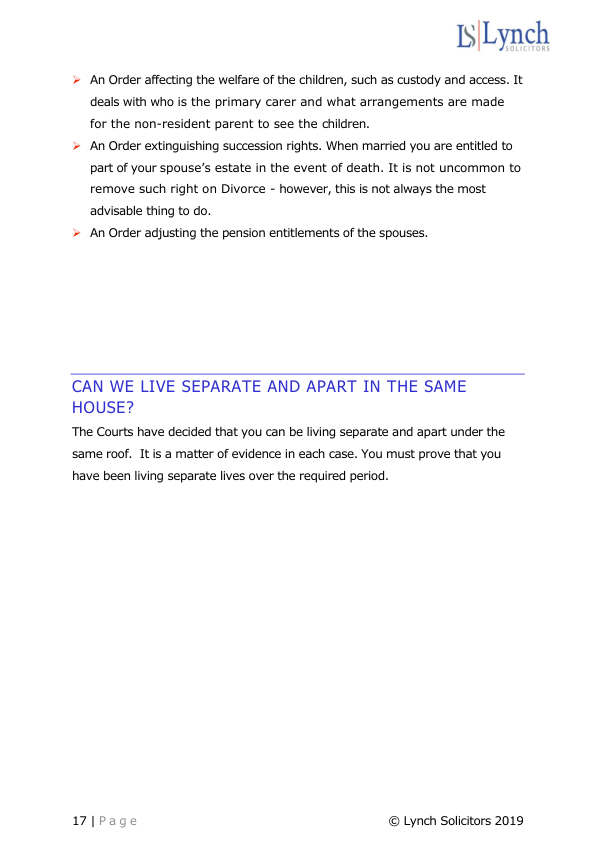 LS Lynch
SOLICITORS
➢ An Order affecting the welfare of the children, such as custody and access. It
deals with who is the primary carer and what arrangements are made
for the non-resident parent to see the children.
➢ An Order extinguishing succession rights. When married you are entitled to
part of your spouse’s estate in the event of death. It is not uncommon to
remove such right on Divorce - however, this is not always the most
advisable thing to do.
➢ An Order adjusting the pension entitlements of the spouses.
CAN WE LIVE SEPARATE AND APART IN THE SAME
HOUSE?
The Courts have decided that you can be living separate and apart under the
same roof.  It is a matter of evidence in each case. You must prove that you
have been living separate lives over the required period.
17 | Page © Lynch Solicitors 2019